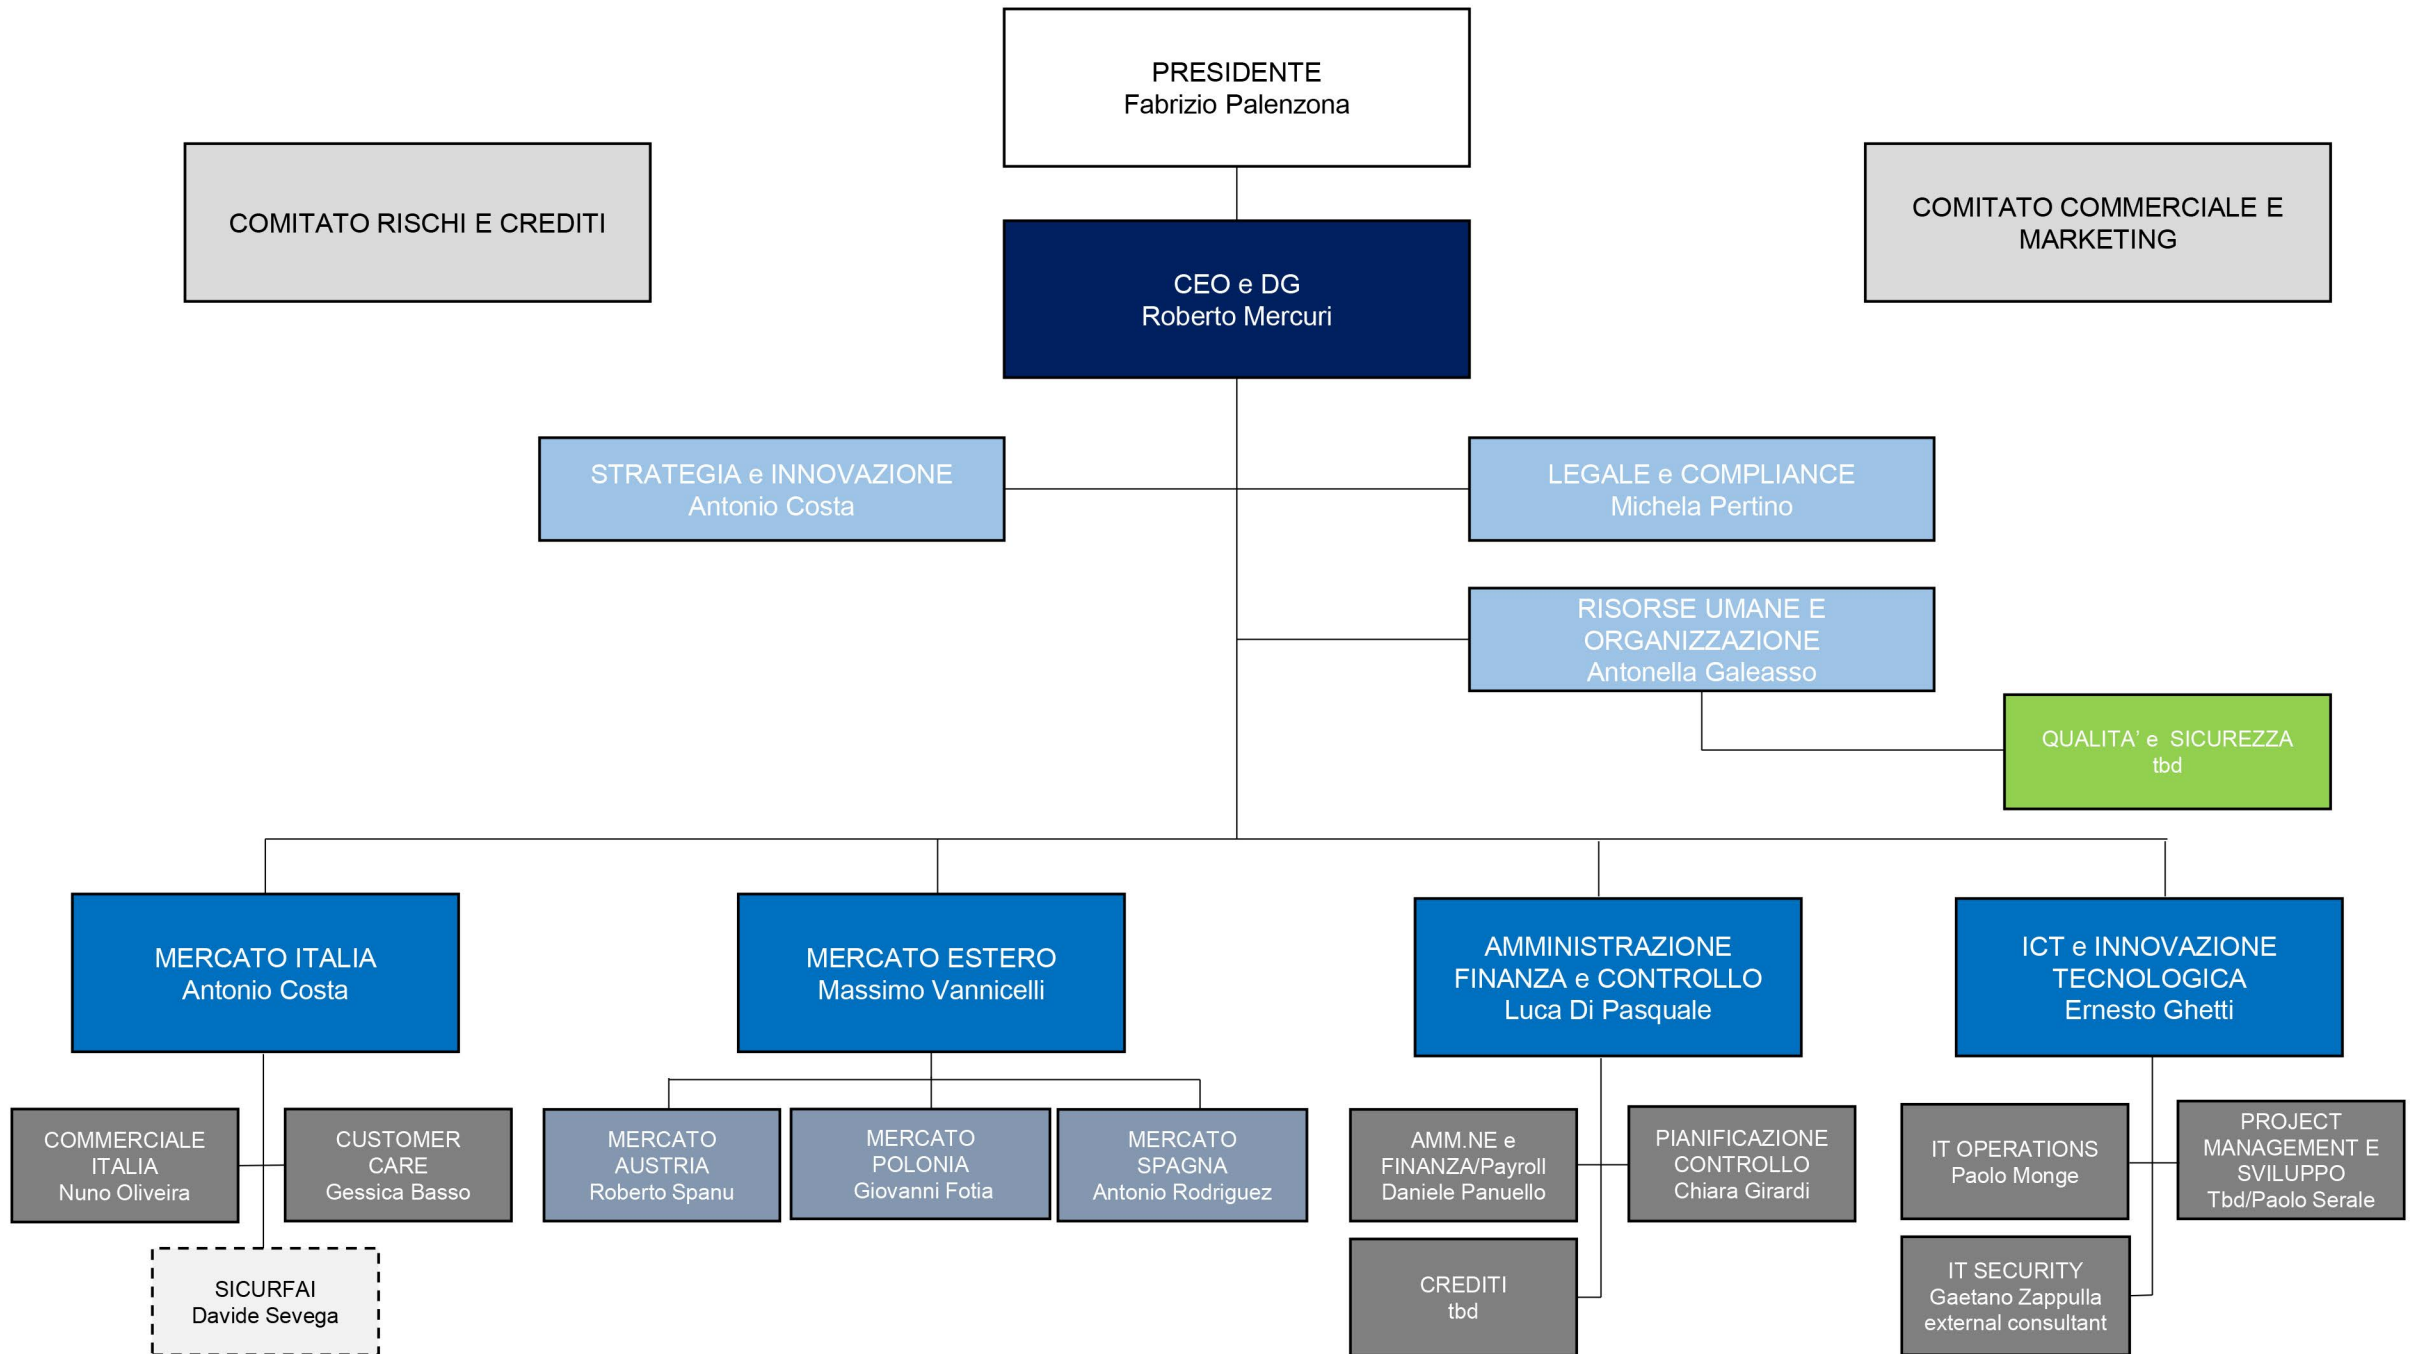 PRESIDENTE
Fabrizio Palenzona
COMITATO RISCHI E CREDITI
COMITATO COMMERCIALE E
MARKETING
CEO e DG
Roberto Mercuri
STRATEGIA e INNOVAZIONE
Antonio Costa
LEGALE e COMPLIANCE
Michela Pertino
RISORSE UMANE E
ORGANIZZAZIONE
Antonella Galeasso
QUALITA’ e  SICUREZZA
tbd
MERCATO ITALIA
Antonio Costa
MERCATO ESTERO
Massimo Vannicelli
AMMINISTRAZIONE
FINANZA e CONTROLLO
Luca Di Pasquale
ICT e INNOVAZIONE
TECNOLOGICA
Ernesto Ghetti
COMMERCIALE
ITALIA
Nuno Oliveira
CUSTOMER
CARE
Gessica Basso
MERCATO
AUSTRIA
Roberto Spanu
MERCATO
POLONIA
Giovanni Fotia
MERCATO
SPAGNA
Antonio Rodriguez
AMM.NE e
FINANZA/Payroll
Daniele Panuello
PIANIFICAZIONE
CONTROLLO
Chiara Girardi
IT OPERATIONS
Paolo Monge
PROJECT
MANAGEMENT E
SVILUPPO
Tbd/Paolo Serale
SICURFAI
Davide Sevega
CREDITI
tbd
IT SECURITY
Gaetano Zappulla
external consultant